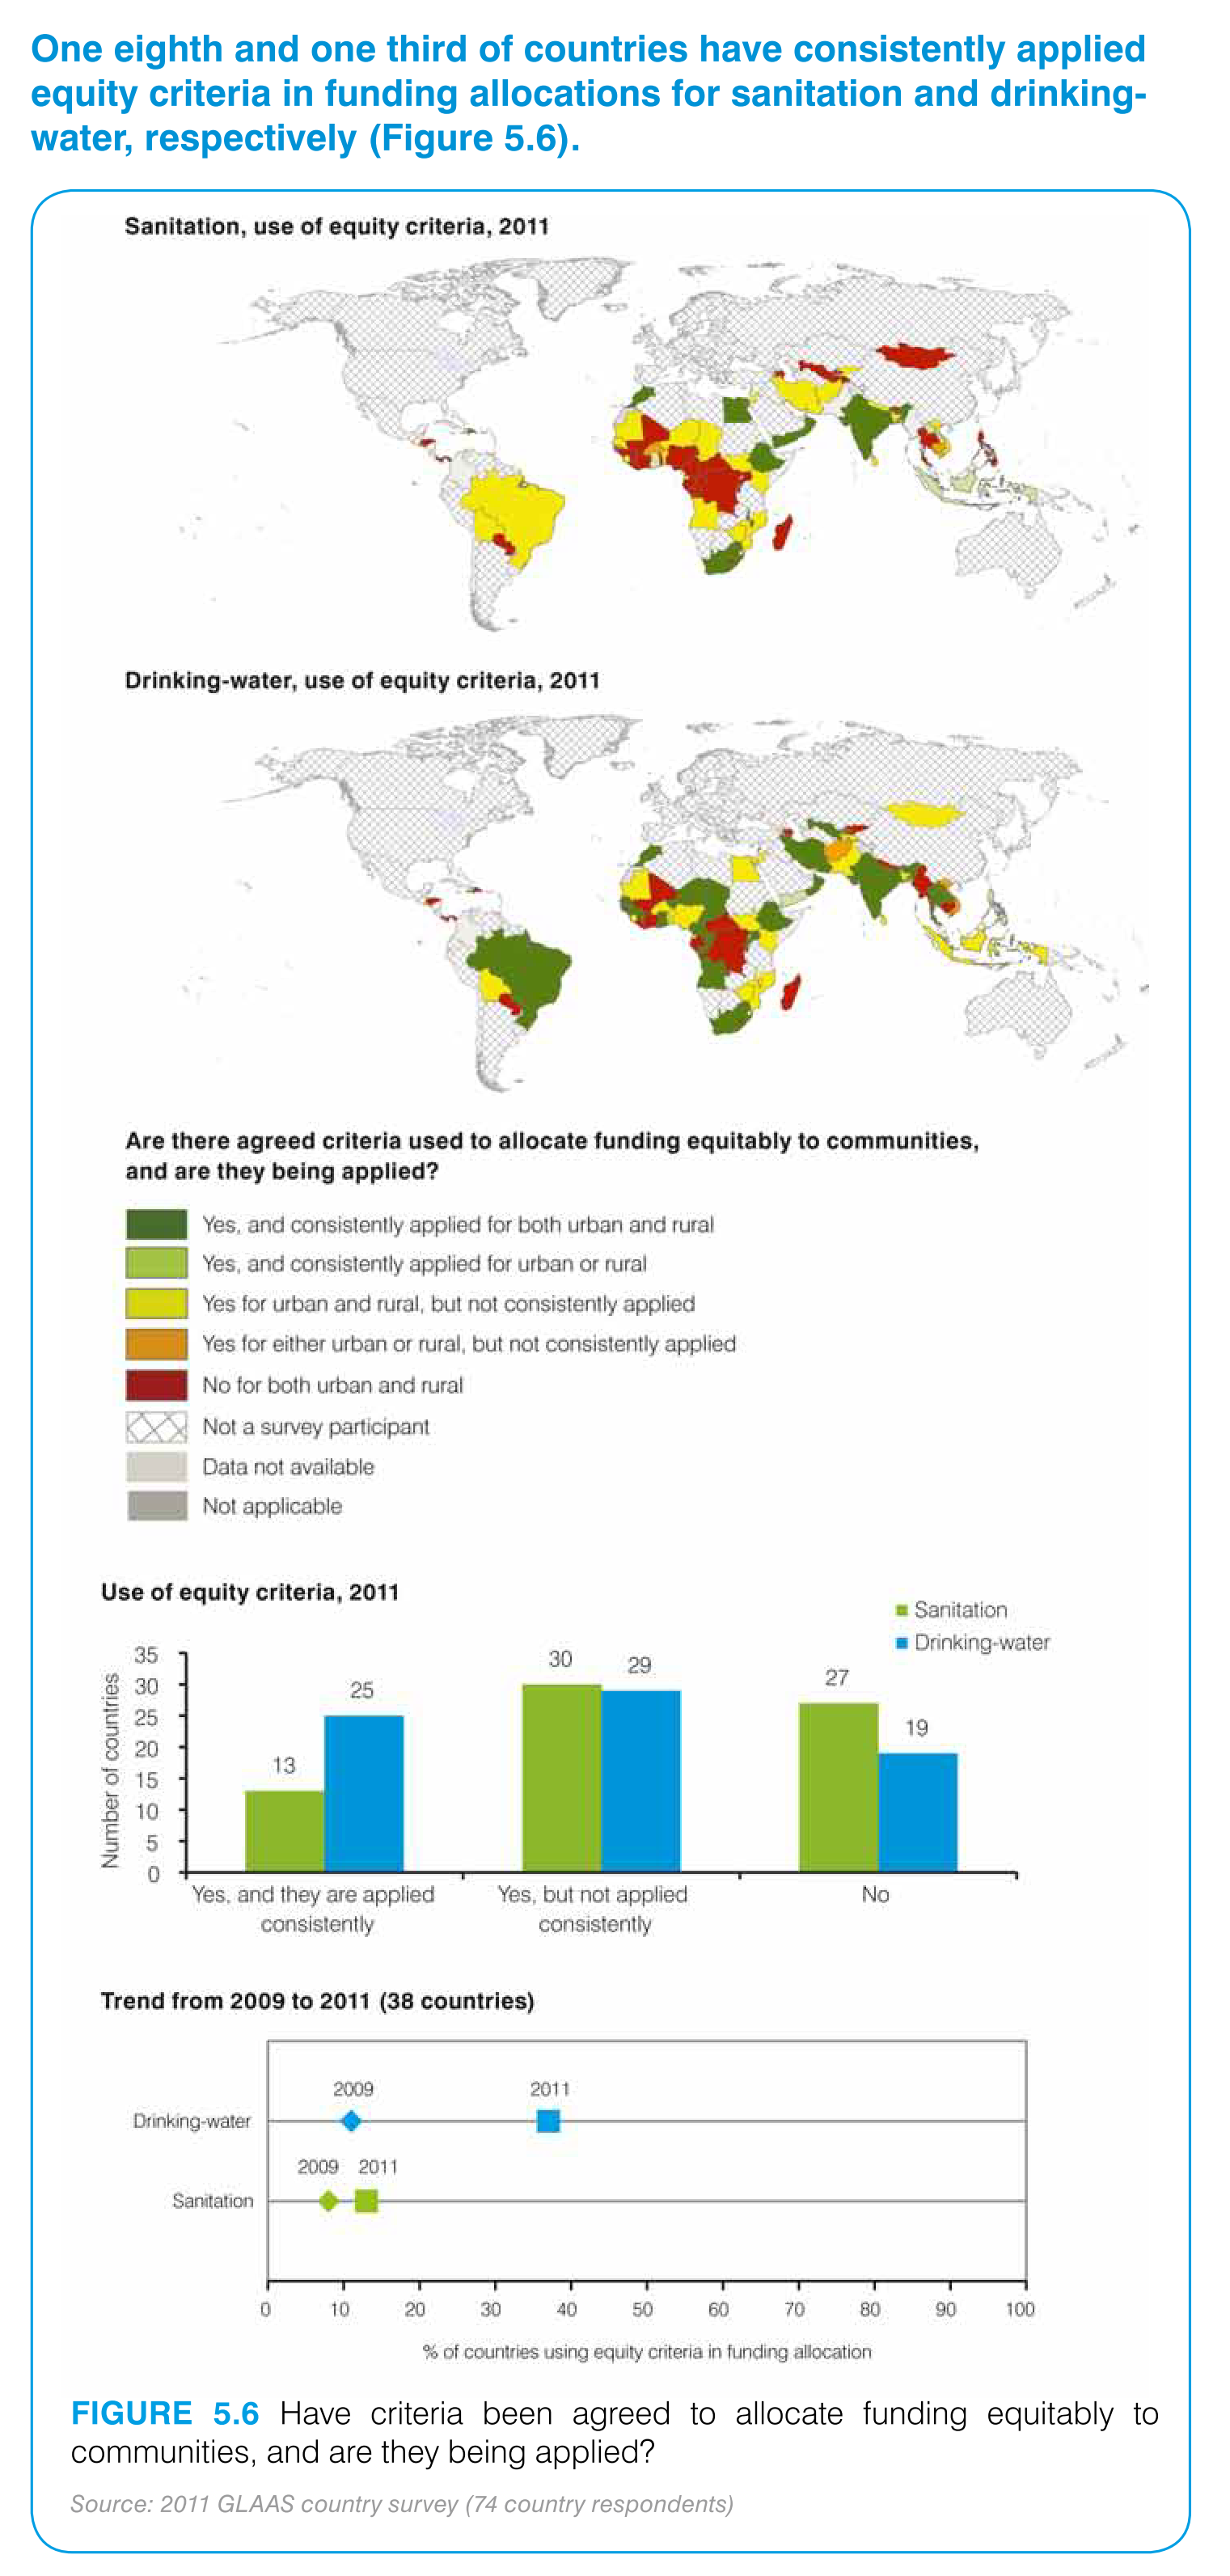 One eighth and one third of countries have consistently applied
equity criteria in funding allocations for sanitation and drinking-
water, respectively (Figure 5.6).
Sanitation, use of equity criteria, 2011
Drinking-water, use of equity criteria, 2011
Are there agreed criteria used to allocate funding equitably to communities,
and are they being applied?
Yes, and consistently applied for both urban and rural
Yes, and consistently applied for urban or rural
Yes for urban and rural, but not consistently applied
Yes for either urban or rural, but not consistently applied
No for both urban and rural
Not a survey participant
Data not available
Not applicable
Use of equity criteria, 2011
Sanitation
Drinking-water
Number of countries
35
30
25
20
15
10
5
0
13
25
30
29
27
19
Yes, and they are applied
consistently
Yes, but not applied
consistently
No
Trend from 2009 to 2011 (38 countries)
2009 2011
Drinking-water
2009 2011
Sanitation
0 10 20 30 40 50 60 70 80 90 100
% of countries using equity criteria in funding allocation
FIGURE 5.6 Have criteria been agreed to allocate funding equitably to
communities, and are they being applied?
Source: 2011 GLAAS country survey (74 country respondents)